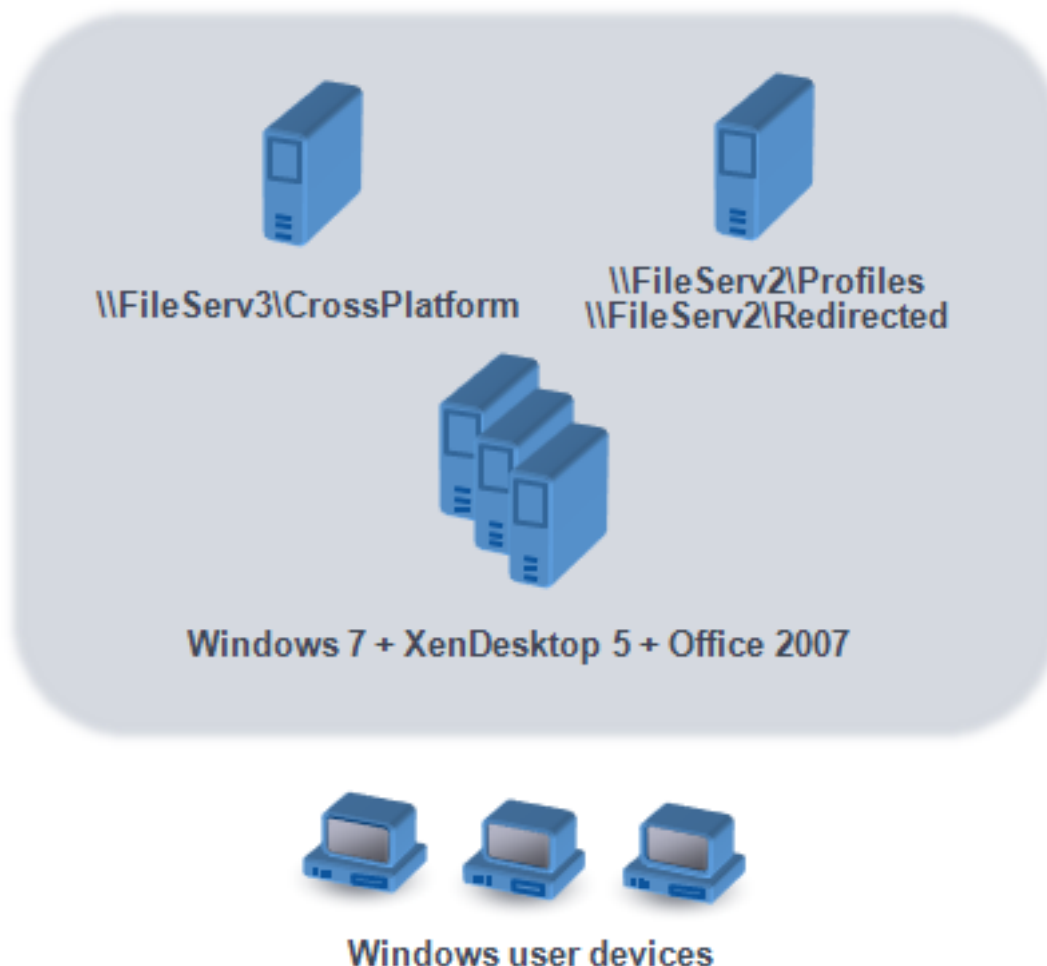 \\FileServ3\CrossPlatform
\\FileServ2\Profiles
\\FileServ2\Redirected
Windows 7 + XenDesktop 5 + Office 2007
Windows user devices